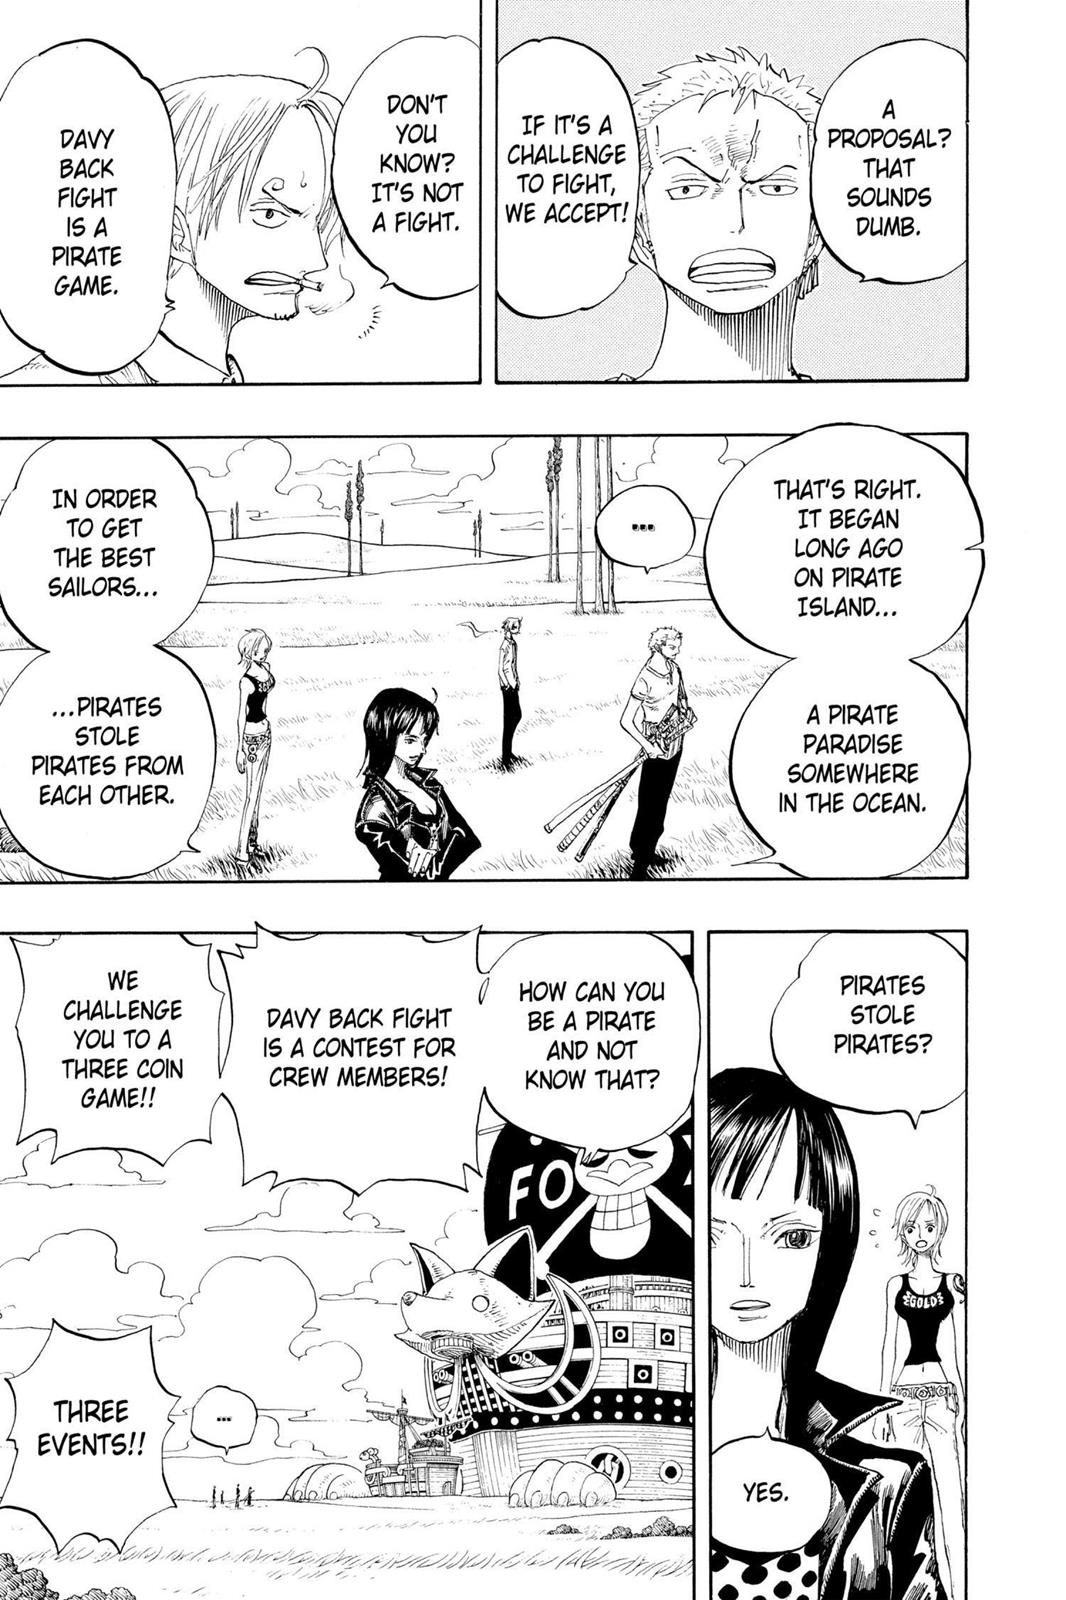 A
PROPOSAL?
THAT
SOUNDS
DUMB.
IF IT'S A
CHALLENGE
TO FIGHT,
WE ACCEPT!
DON'T
YOU
KNOW?
IT'S NOT
A FIGHT.
DAVY
BACK
FIGHT
IS A
PIRATE
GAME.
THAT'S RIGHT.
IT BEGAN
LONG AGO
ON PIRATE
ISLAND...
A PIRATE
PARADISE
SOMEWHERE
IN THE OCEAN.
...
IN ORDER
TO GET
THE BEST
SAILORS...
...PIRATES
STOLE
PIRATES FROM
EACH OTHER.
PIRATES
STOLE
PIRATES?
GOLD
YES.
HOW CAN YOU
BE A PIRATE
AND NOT
KNOW THAT?
DAVY BACK FIGHT
IS A CONTEST FOR
CREW MEMBERS!
WE
CHALLENGE
YOU TO A
THREE COIN
GAME!!
FO
...
THREE
EVENTS!!